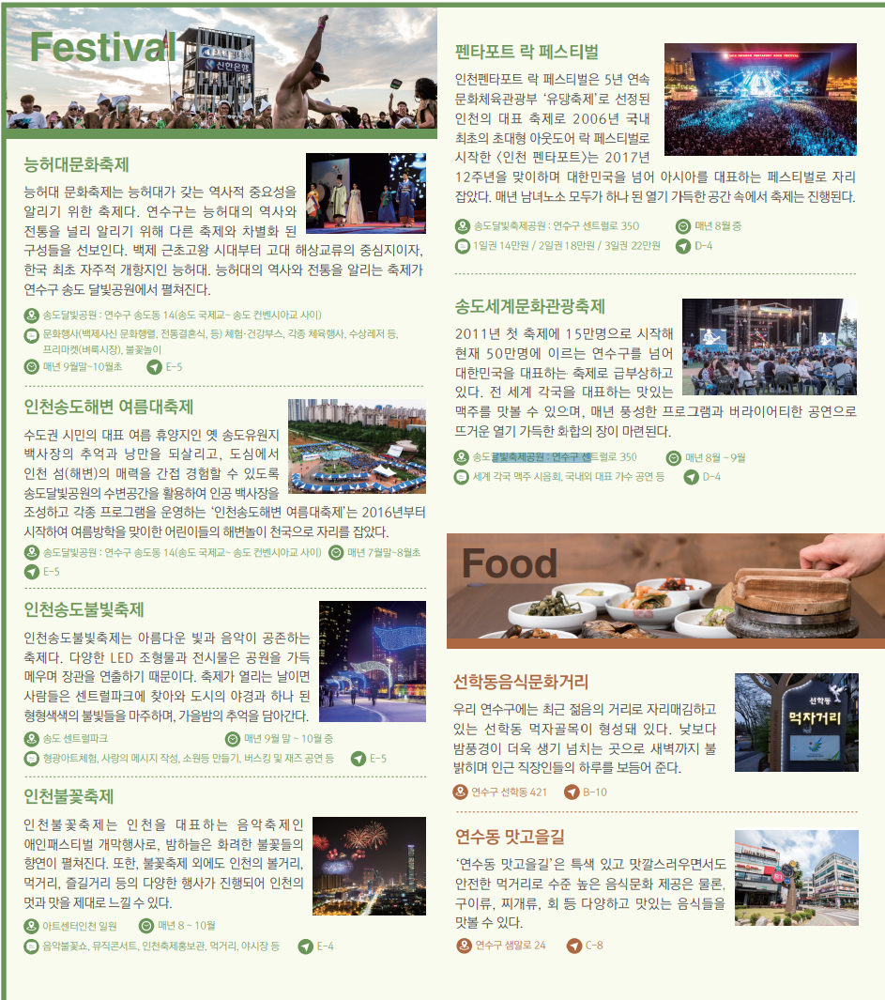 Festival
신한은행
능허대문화축제
능허대 문화축제는 능허대가 갖는 역사적 중요성을
알리기 위한 축제다. 연수구는 능허대의 역사와
전통을 널리 알리기 위해 다른 축제와 차별화 된
구성들을 선보인다. 백제 근초고왕 시대부터 고대 해상교류의 중심지이자,
한국 최초 자주적 개항지인 능허대. 능허대의 역사와 전통을 알리는 축제가
연수구 송도 달빛공원에서 펼쳐진다.
송도달빛공원 : 연수구 송도동 14(송도 국제교~ 송도 컨벤시아교 사이)
문화행사(백제사신 문화행렬, 전통결혼식, 등) 체험·건강부스, 각종 체육행사, 수상레저 등,
프리마켓(벼룩시장), 불꽃놀이
매년 9월말~10월초
E-5
인천송도해변 여름대축제
수도권 시민의 대표 여름 휴양지인 옛 송도유원지
백사장의 추억과 낭만을 되살리고, 도심에서
인천 섬(해변)의 매력을 간접 경험할 수 있도록
송도달빛공원의 수변공간을 활용하여 인공 백사장을
조성하고 각종 프로그램을 운영하는 ‘인천송도해변 여름대축제’는 2016년부터
시작하여 여름방학을 맞이한 어린이들의 해변놀이 천국으로 자리를 잡았다.
송도달빛공원 : 연수구 송도동 14(송도 국제교~ 송도 컨벤시아교 사이)
매년 7월말~8월초
E-5
인천송도불빛축제
인천송도불빛축제는 아름다운 빛과 음악이 공존하는
축제다. 다양한 LED 조형물과 전시물은 공원을 가득
메우며 장관을 연출하기 때문이다. 축제가 열리는 날이면
사람들은 센트럴파크에 찾아와 도시의 야경과 하나 된
형형색색의 불빛들을 마주하며, 가을밤의 추억을 담아간다.
송도 센트럴파크
매년 9월 말 ~ 10월 중
형광아트체험, 사랑의 메시지 작성, 소원등 만들기, 버스킹 및 재즈 공연 등
E-5
인천불꽃축제
인천불꽃축제는 인천을 대표하는 음악축제인
애인패스티벌 개막행사로, 밤하늘은 화려한 불꽃들의
향연이 펼쳐진다. 또한, 불꽃축제 외에도 인천의 볼거리,
먹거리, 즐길거리 등의 다양한 행사가 진행되어 인천의
멋과 맛을 제대로 느낄 수 있다.
아트센터인천 일원
매년 8 ~ 10월
음악불꽃쇼, 뮤직콘서트, 인천축제홍보관, 먹거리, 야시장 등
E-4
펜타포트 락 페스티벌
인천펜타포트 락 페스티벌은 5년 연속
문화체육관광부 ‘유망축제’로 선정된
인천의 대표 축제로 2006년 국내
최초의 초대형 아웃도어 락 페스티벌로
시작한 〈인천 펜타포트〉는 2017년
12주년을 맞이하며 대한민국을 넘어 아시아를 대표하는 페스티벌로 자리
잡았다. 매년 남녀노소 모두가 하나 된 열기 가득한 공간 속에서 축제는 진행된다.
송도달빛축제공원 : 연수구 센트럴로 350
매년 8월 중
1일권 14만원 / 2일권 18만원 / 3일권 22만원
D-4
송도세계문화관광축제
2011년 첫 축제에 15만명으로 시작해
현재 50만명에 이르는 연수구를 넘어
대한민국을 대표하는 축제로 급부상하고
있다. 전 세계 각국을 대표하는 맛있는
맥주를 맛볼 수 있으며, 매년 풍성한 프로그램과 버라이어티한 공연으로
뜨거운 열기 가득한 화합의 장이 마련된다.
송도달빛축제공원 : 연수구 센트럴로 350
매년 8월 ~ 9월
세계 각국 맥주 시음회, 국내외 대표 가수 공연 등
D-4
Food
선학동음식문화거리
우리 연수구에는 최근 젊음의 거리로 자리매김하고
있는 선학동 먹자골목이 형성돼 있다. 낮보다
밤풍경이 더욱 생기 넘치는 곳으로 새벽까지 불
밝히며 인근 직장인들의 하루를 보듬어 준다.
선학동
먹자거리
연수구 선학동 421
B-10
연수동 맛고을길
‘연수동 맛고을길’은 특색 있고 맛깔스러우면서도
안전한 먹거리로 수준 높은 음식문화 제공은 물론,
구이류, 찌개류, 회 등 다양하고 맛있는 음식들을
맛볼 수 있다.
연수구 샘말로 24
C-8